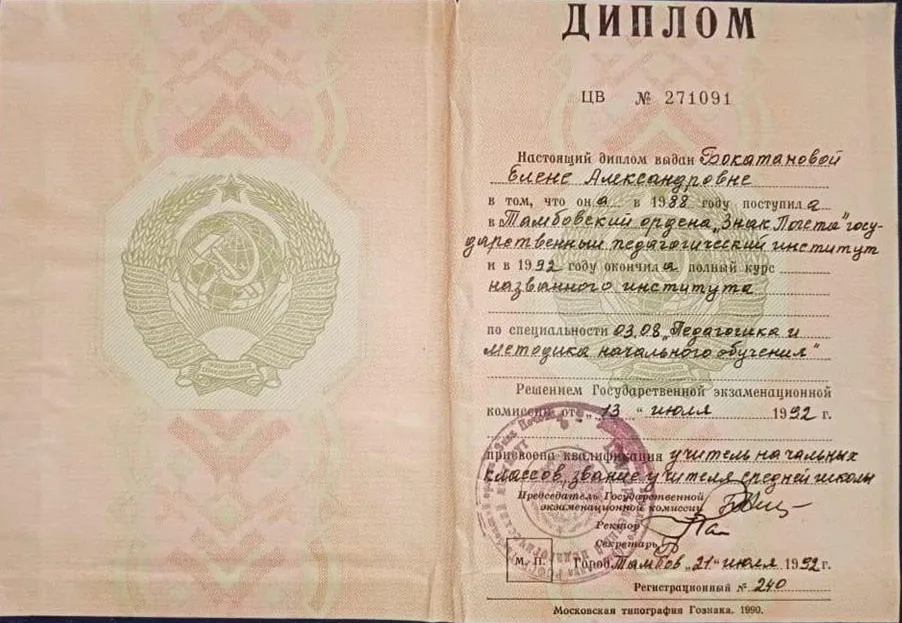 ДИПЛОМ
ЦВ № 271091
Настоящий диплом выдан Бокатановой
Елене Александровне
в том, что она в 1988 году поступила
в Тамбовский ордена „Знак Почета" госу-
дарственный педагогический институт
и в 1992 году окончила полный курс
названного института
по специальности 03.08 „Педагогика и
методика начального обучения"
Решением Государственной экзаменационной
комиссии от „13" июля 1992 г.
присвоена квалификация учитель начальных
классов, звание учителя средней школы
Председатель Государственной
экзаменационной комиссии
Ректор
Секретарь
М. П. Город Тамбов „21" июля 1992 г.
Регистрационный № 240
Московская типография Гознака. 1990.